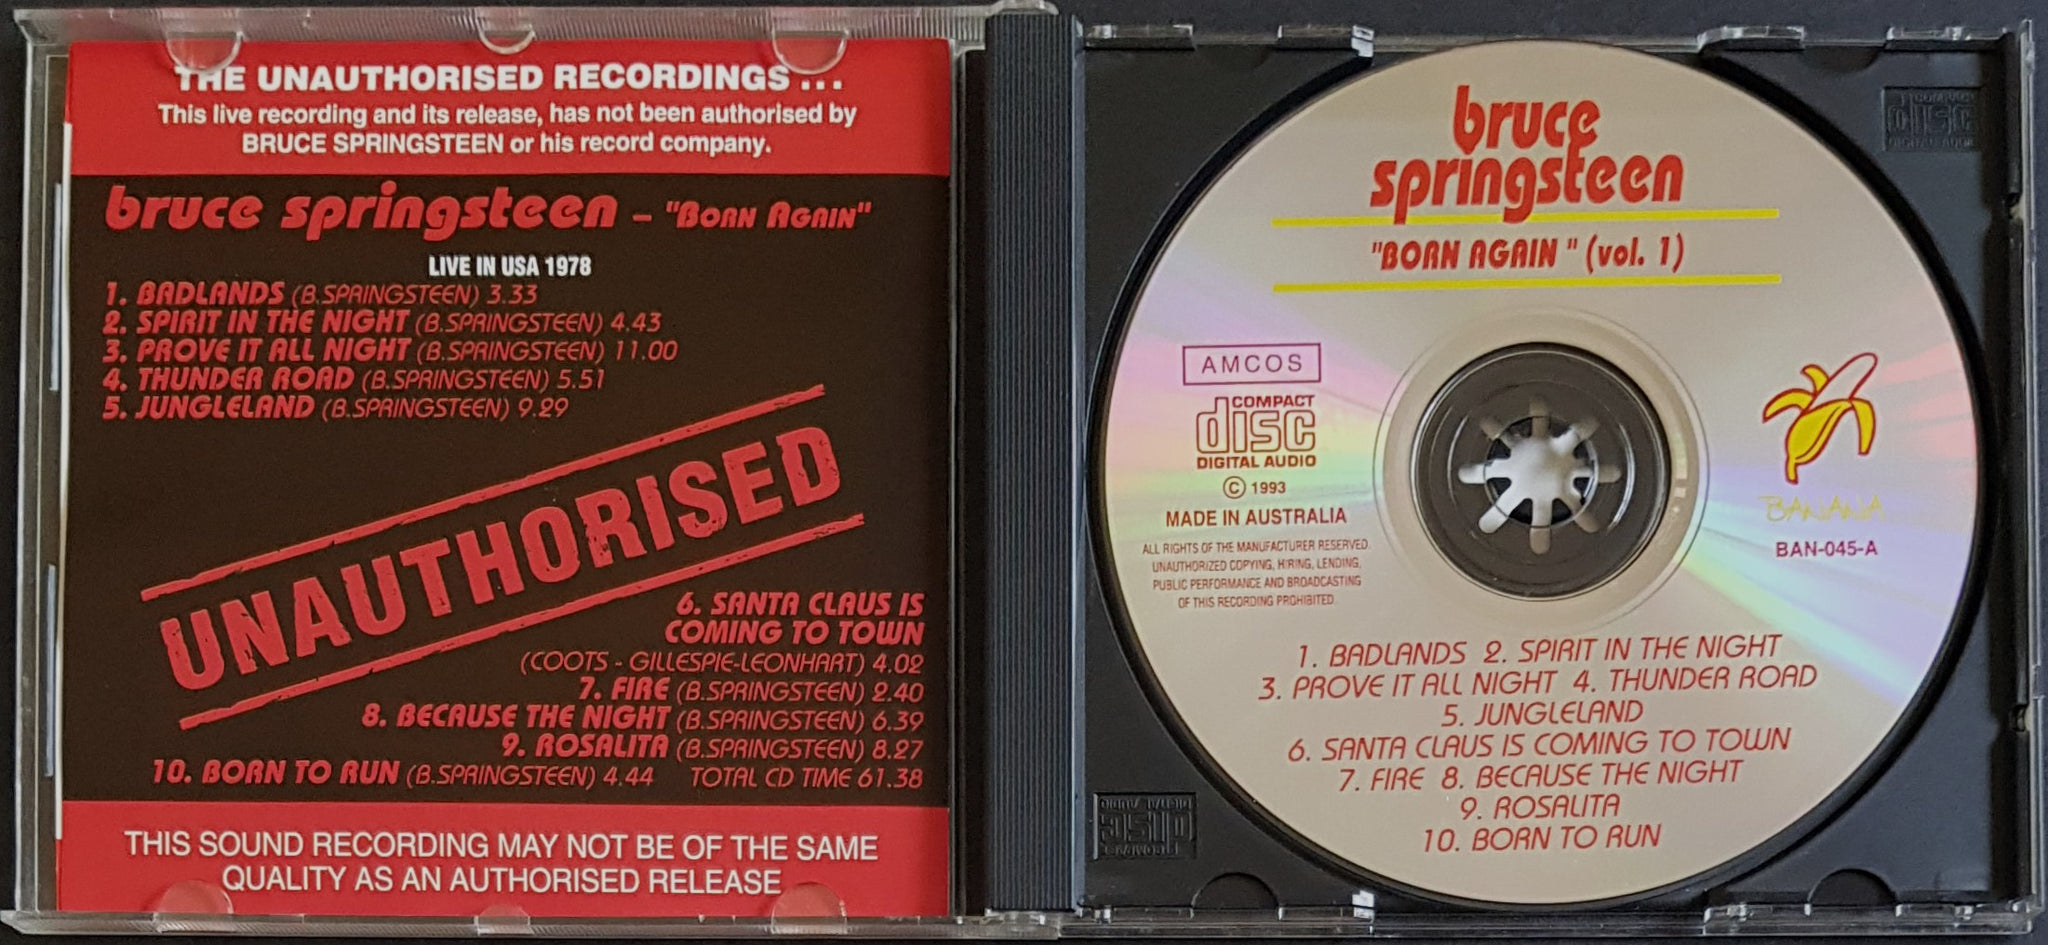 THE UNAUTHORISED RECORDINGS ...
This live recording and its release, has not been authorised by
BRUCE SPRINGSTEEN or his record company.
bruce springsteen – "BORN AGAIN"
LIVE IN USA 1978
1. BADLANDS (B.SPRINGSTEEN) 3.33
2. SPIRIT IN THE NIGHT (B.SPRINGSTEEN) 4.43
3. PROVE IT ALL NIGHT (B.SPRINGSTEEN) 11.00
4. THUNDER ROAD (B.SPRINGSTEEN) 5.51
5. JUNGLELAND (B.SPRINGSTEEN) 9.29
UNAUTHORISED
6. SANTA CLAUS IS
COMING TO TOWN
(COOTS - GILLESPIE-LEONHART) 4.02
7. FIRE (B.SPRINGSTEEN) 2.40
8. BECAUSE THE NIGHT (B.SPRINGSTEEN) 6.39
9. ROSALITA (B.SPRINGSTEEN) 8.27
10. BORN TO RUN (B.SPRINGSTEEN) 4.44 TOTAL CD TIME 61.38
THIS SOUND RECORDING MAY NOT BE OF THE SAME
QUALITY AS AN AUTHORISED RELEASE
bruce
springsteen
"BORN AGAIN" (vol. 1)
AMCOS
COMPACT
disc
DIGITAL AUDIO
© 1993
MADE IN AUSTRALIA
ALL RIGHTS OF THE MANUFACTURER RESERVED.
UNAUTHORIZED COPYING, HIRING, LENDING,
PUBLIC PERFORMANCE AND BROADCASTING
OF THIS RECORDING PROHIBITED.
BANANA
BAN-045-A
1. BADLANDS 2. SPIRIT IN THE NIGHT
3. PROVE IT ALL NIGHT 4. THUNDER ROAD
5. JUNGLELAND
6. SANTA CLAUS IS COMING TO TOWN
7. FIRE 8. BECAUSE THE NIGHT
9. ROSALITA
10. BORN TO RUN
COMPACT
disc
DIGITAL AUDIO
COMPACT
disc
DIGITAL AUDIO